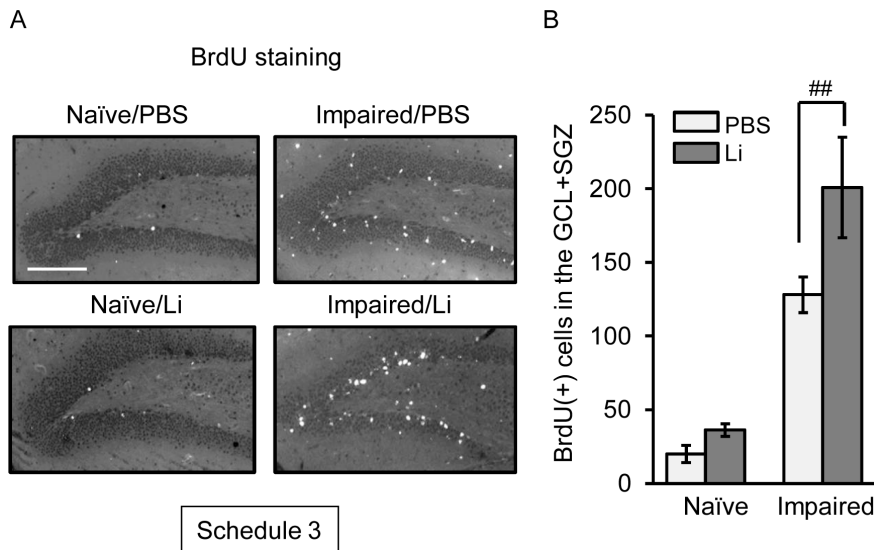 A
BrdU staining
Naïve/PBS
Impaired/PBS
Naïve/Li
Impaired/Li
Schedule 3
B
##
BrdU(+) cells in the GCL+SGZ
250
200
150
100
50
0
PBS
Li
Naïve
Impaired